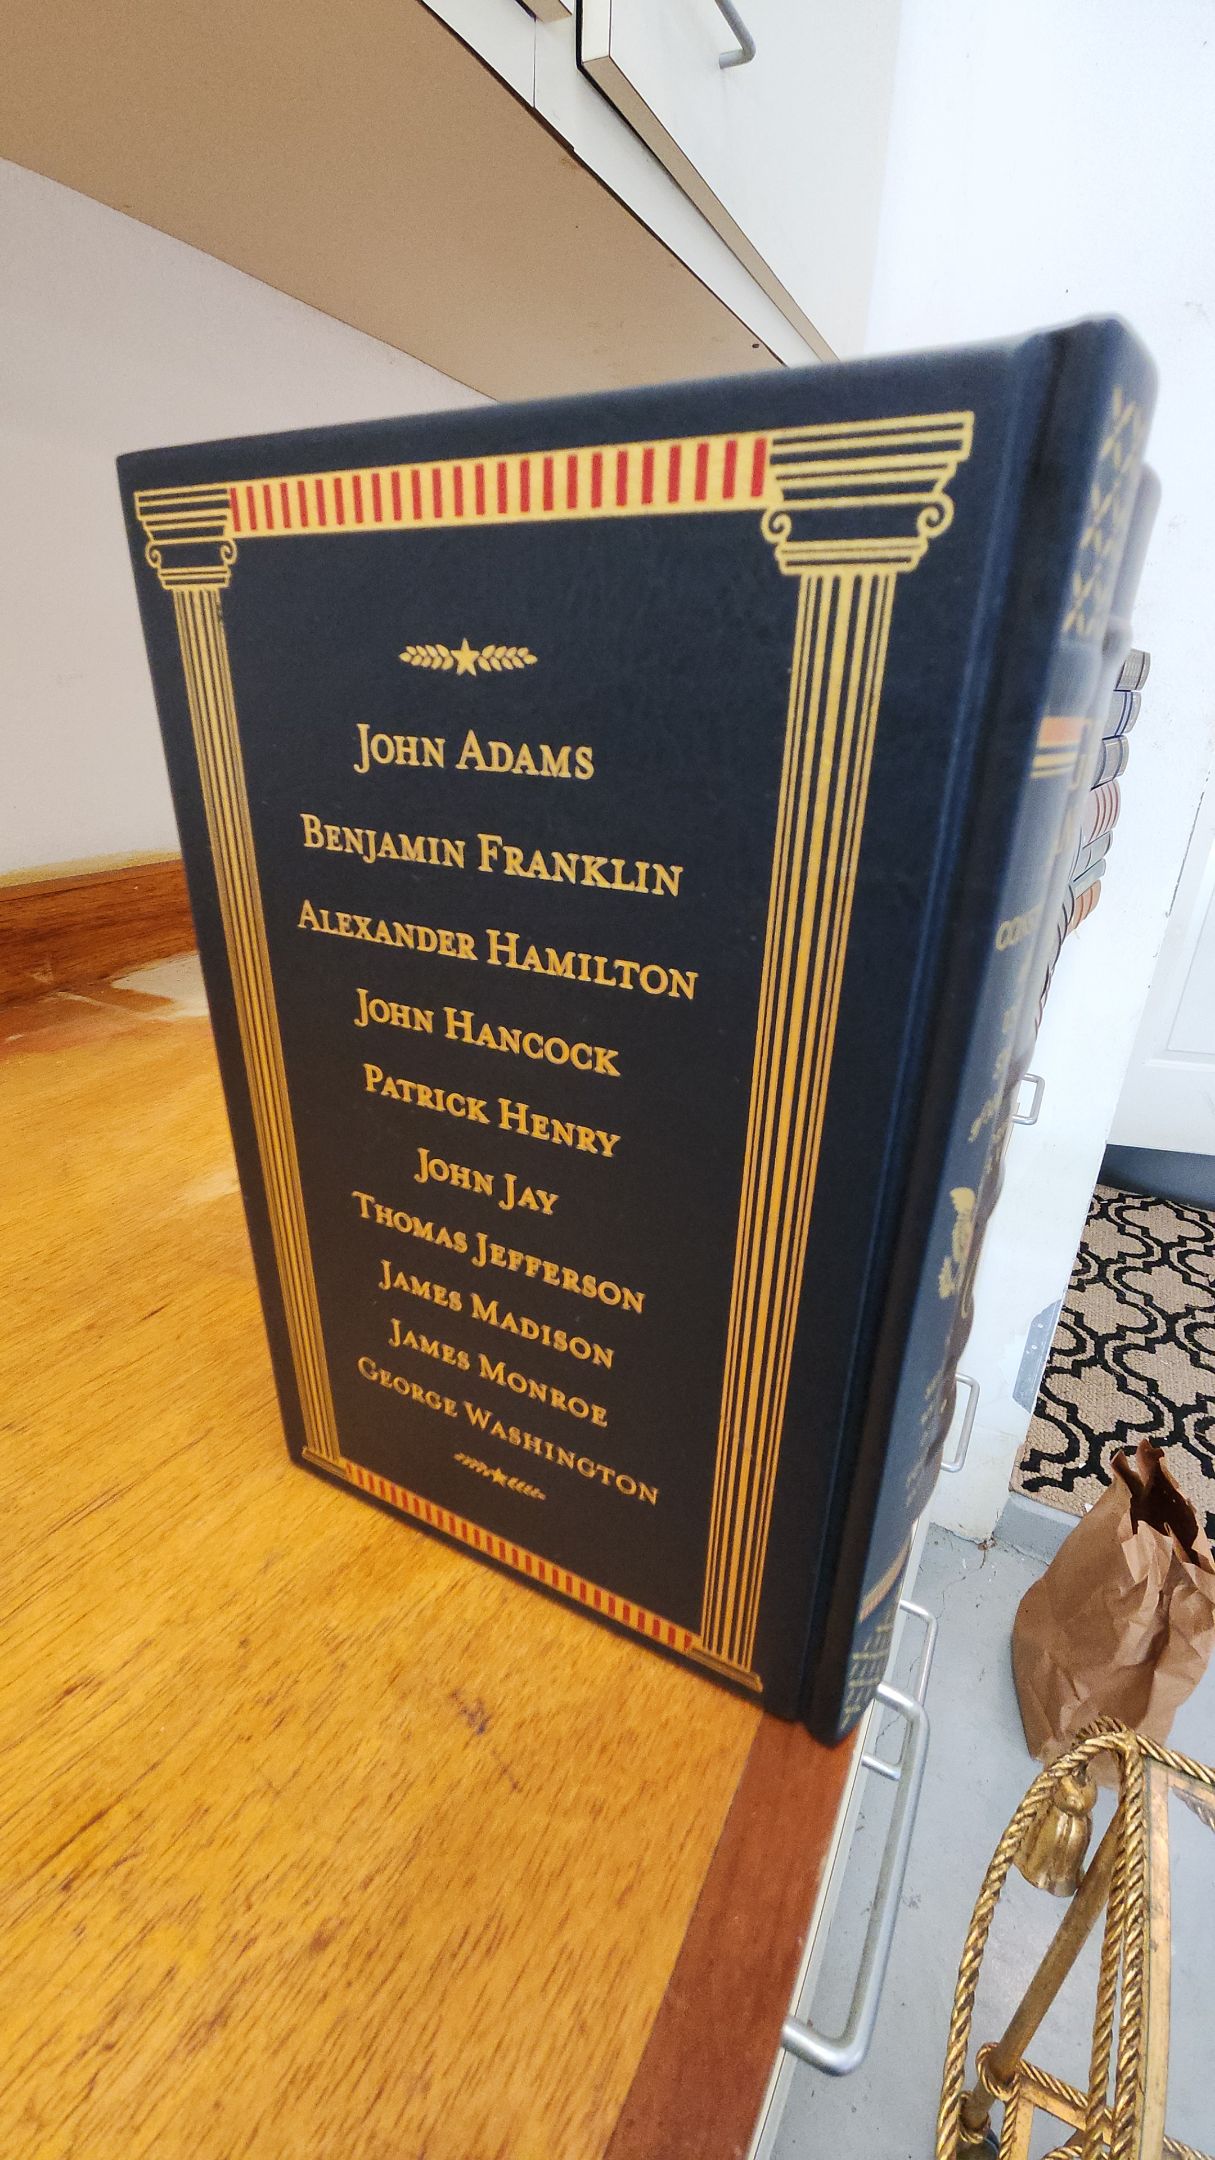 John Adams
Benjamin Franklin
Alexander Hamilton
John Hancock
Patrick Henry
John Jay
Thomas Jefferson
James Madison
James Monroe
George Washington